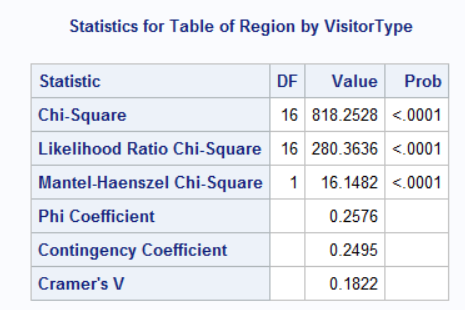 Statistics for Table of Region by VisitorType
Statistic DF Value Prob
Chi-Square 16 818.2528 <.0001
Likelihood Ratio Chi-Square 16 280.3636 <.0001
Mantel-Haenszel Chi-Square 1 16.1482 <.0001
Phi Coefficient 0.2576
Contingency Coefficient 0.2495
Cramer's V 0.1822